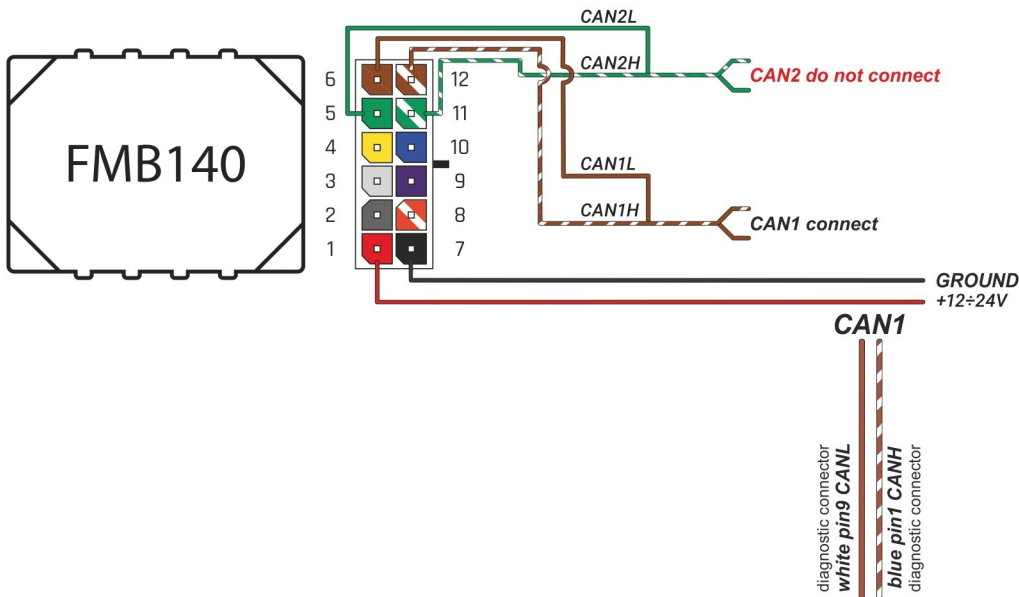 CAN2L
CAN2H
CAN2 do not connect
FMB140
6
12
5
11
4
10
3
9
2
8
1
7
CAN1L
CAN1H
CAN1 connect
GROUND
+12÷24V
CAN1
diagnostic connector
white pin9 CANL
blue pin1 CANH
diagnostic connector